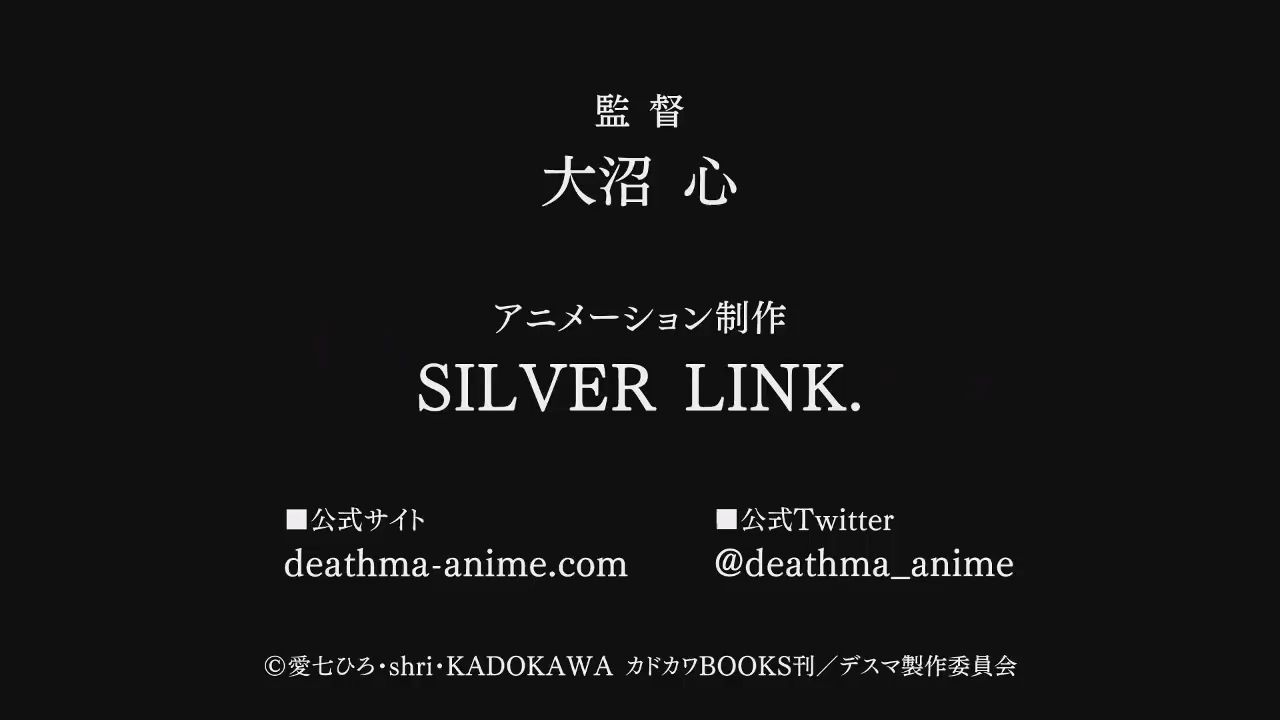 監督
大沼 心
アニメーション制作
SILVER LINK.
■公式サイト
deathma-anime.com
■公式Twitter
@deathma_anime
©愛七ひろ・shri・KADOKAWA カドカワBOOKS刊／デスマ製作委員会